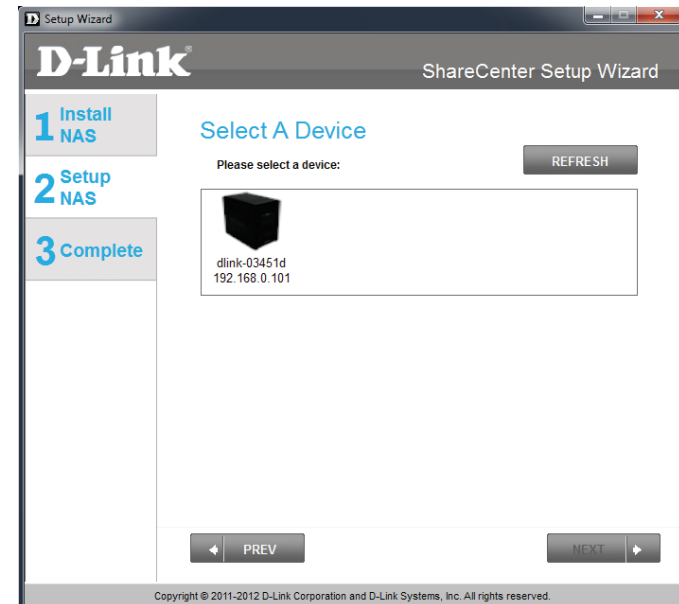 Setup Wizard
D-Link®
ShareCenter Setup Wizard
1 Install
NAS
2 Setup
NAS
3 Complete
Select A Device
Please select a device:
REFRESH
dlink-03451d
192.168.0.101
PREV
NEXT
Copyright © 2011-2012 D-Link Corporation and D-Link Systems, Inc. All rights reserved.